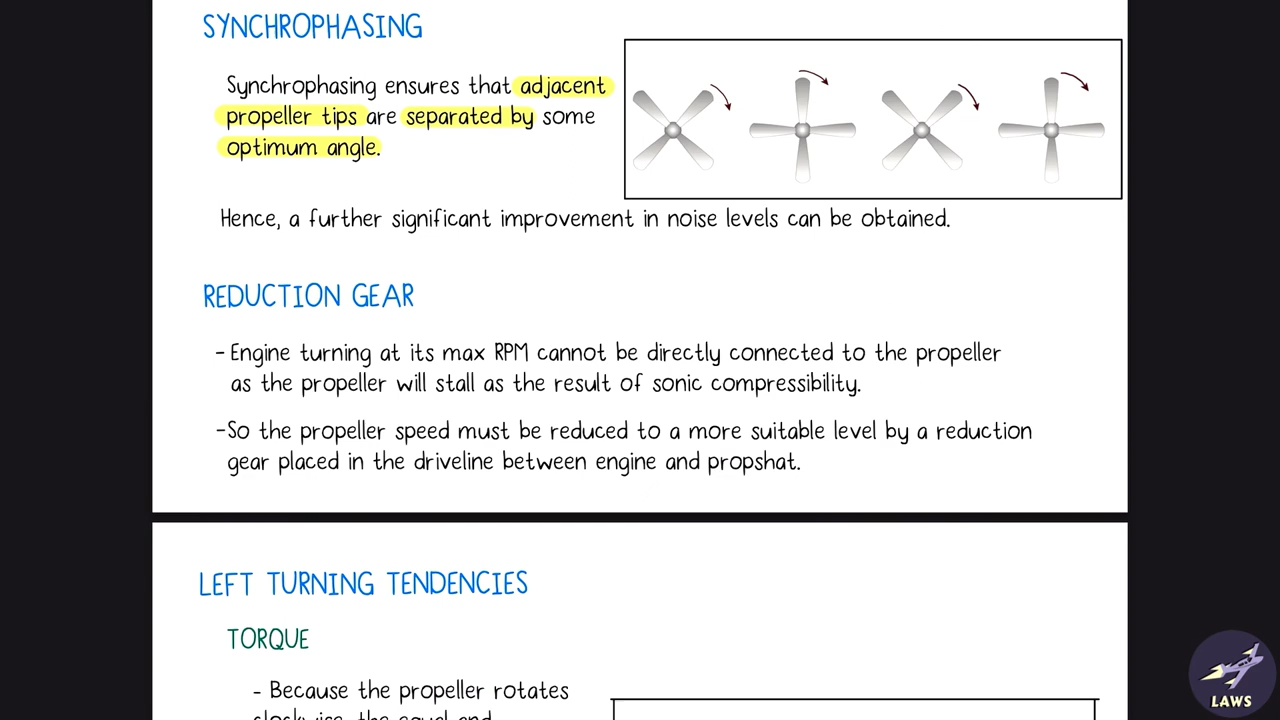 SYNCHROPHASING
Synchrophasing ensures that adjacent
propeller tips are separated by some
optimum angle.
Hence, a further significant improvement in noise levels can be obtained.
REDUCTION GEAR
- Engine turning at its max RPM cannot be directly connected to the propeller
as the propeller will stall as the result of sonic compressibility.
- So the propeller speed must be reduced to a more suitable level by a reduction
gear placed in the driveline between engine and propshat.
LEFT TURNING TENDENCIES
TORQUE
- Because the propeller rotates
clockwise, the equal and
LAWS